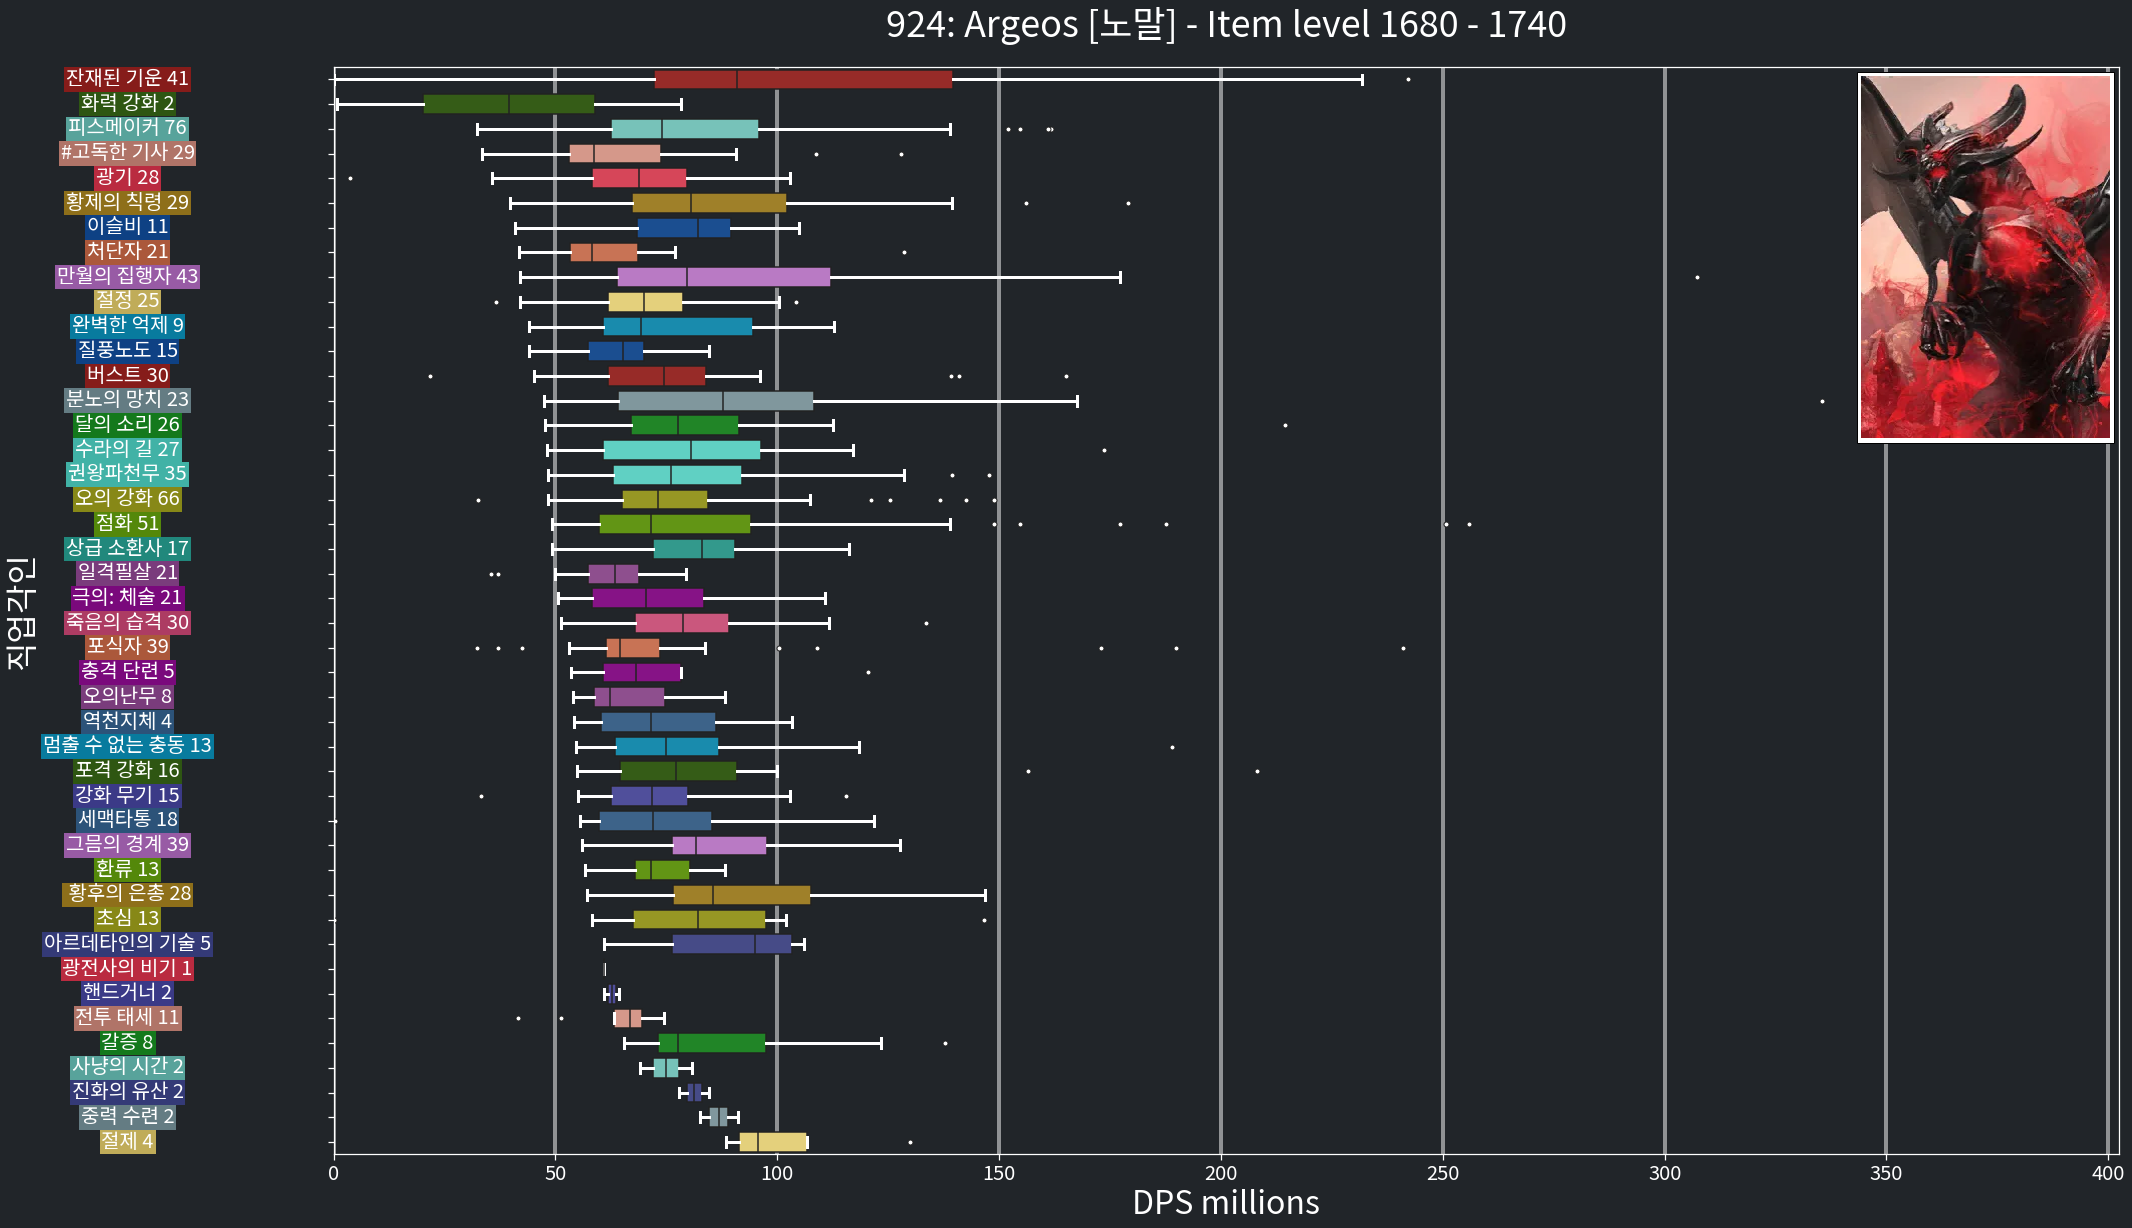 924: Argeos [노말] - Item level 1680 - 1740
잔재된 기운 41
화력 강화 2
피스메이커 76
#고독한 기사 29
광기 28
황제의 칙령 29
이슬비 11
처단자 21
만월의 집행자 43
절정 25
완벽한 억제 9
질풍노도 15
버스트 30
분노의 망치 23
달의 소리 26
수라의 길 27
권왕파천무 35
오의 강화 66
점화 51
상급 소환사 17
일격필살 21
극의: 체술 21
죽음의 습격 30
포식자 39
충격 단련 5
오의난무 8
역천지체 4
멈출 수 없는 충동 13
포격 강화 16
강화 무기 15
세맥타통 18
그믐의 경계 39
환류 13
황후의 은총 28
초심 13
아르데타인의 기술 5
광전사의 비기 1
핸드거너 2
전투 태세 11
갈증 8
사냥의 시간 2
진화의 유산 2
중력 수련 2
절제 4
직업각인
0 50 100 150 200 250 300 350 400
DPS millions